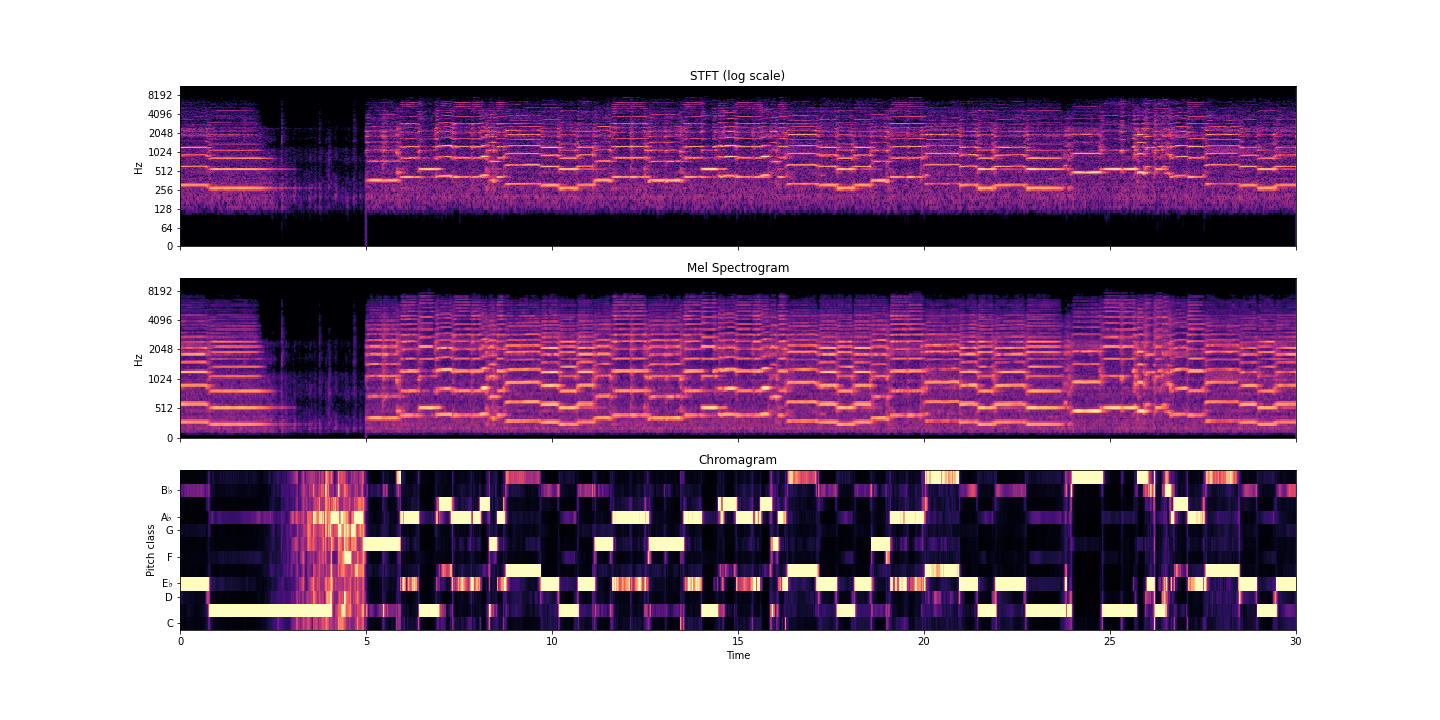 STFT (log scale)
8192
4096
2048
1024
512
256
128
64
0
Hz
Mel Spectrogram
8192
4096
2048
1024
512
0
Hz
Chromagram
B♭
A♭
G
F
E♭
D
C
Pitch class
0 5 10 15 20 25 30
Time